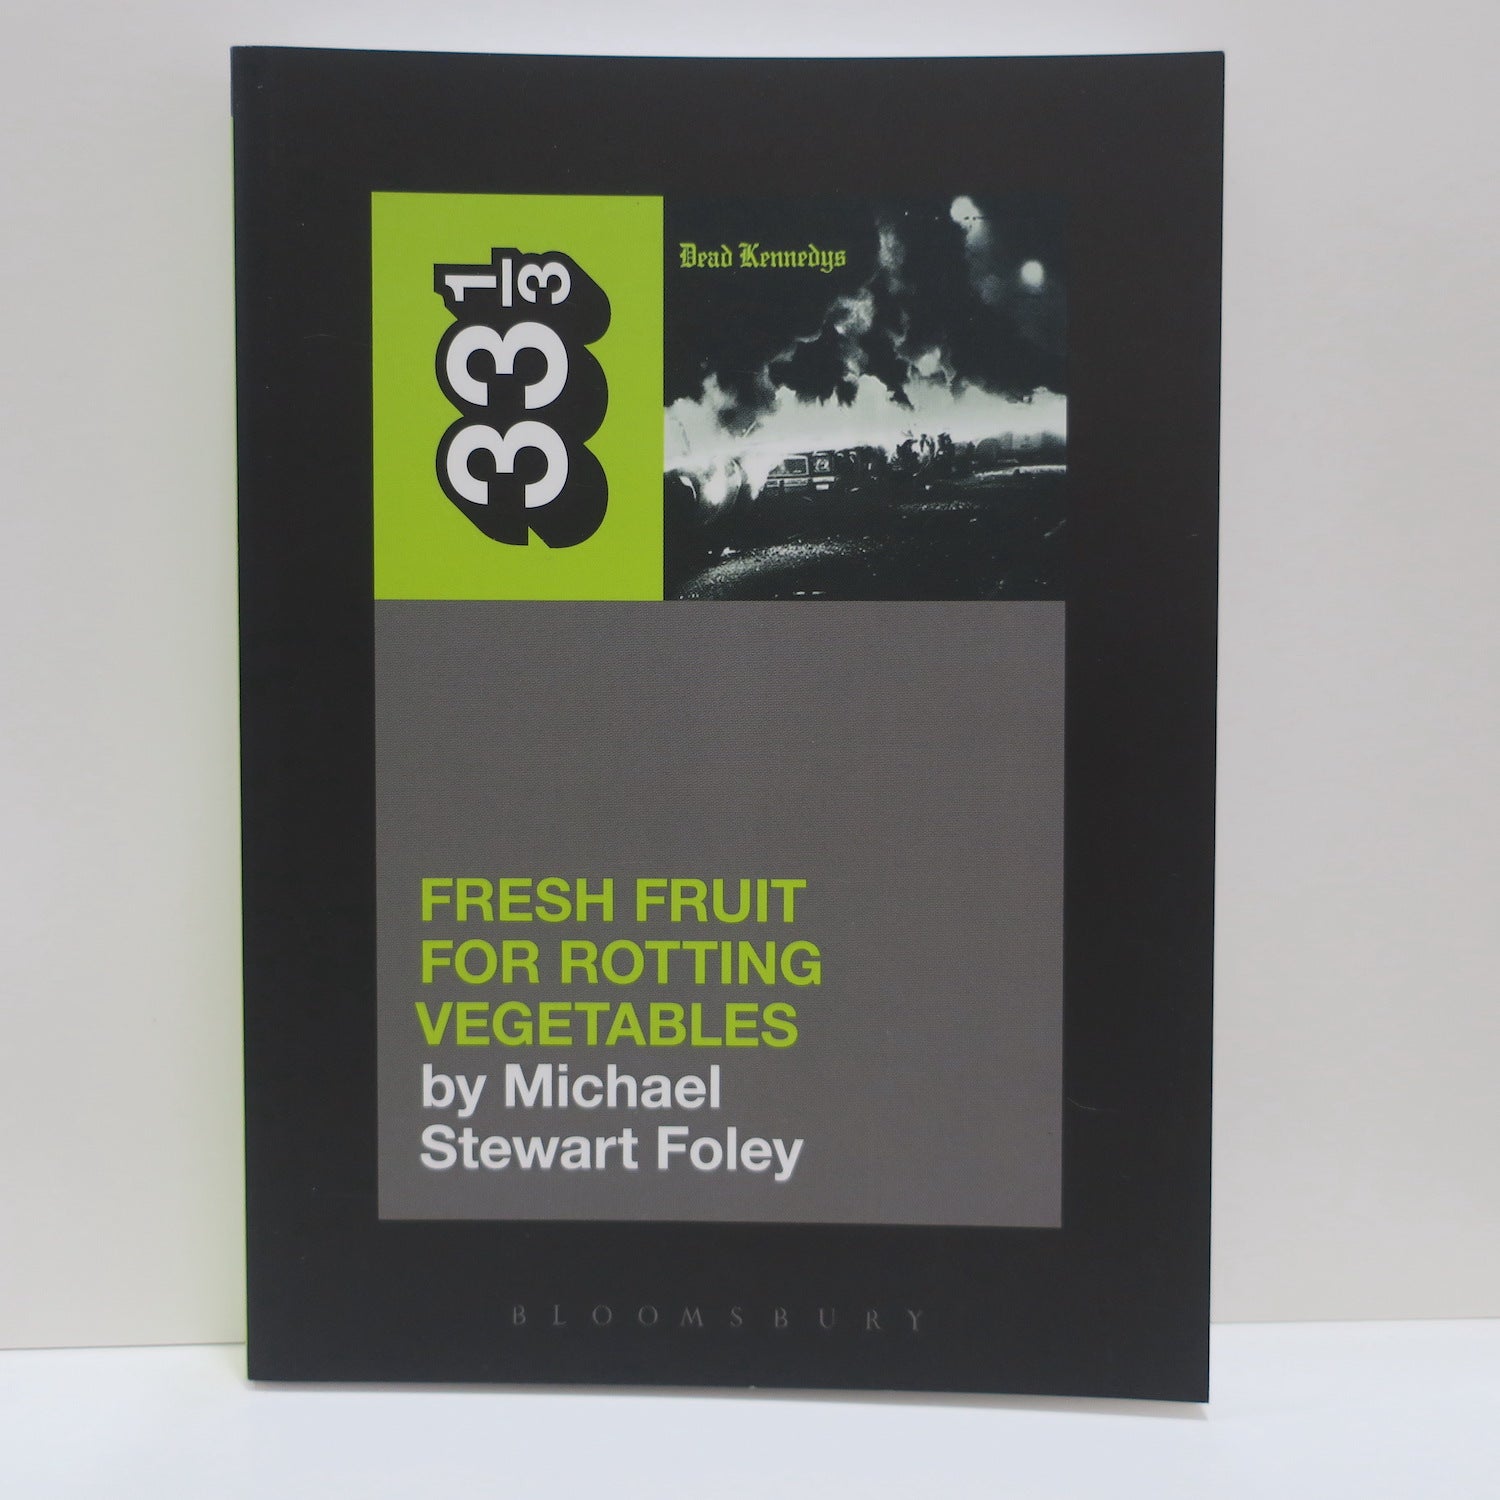 33 1/3
Dead Kennedys
FRESH FRUIT
FOR ROTTING
VEGETABLES
by Michael
Stewart Foley
BLOOMSBURY